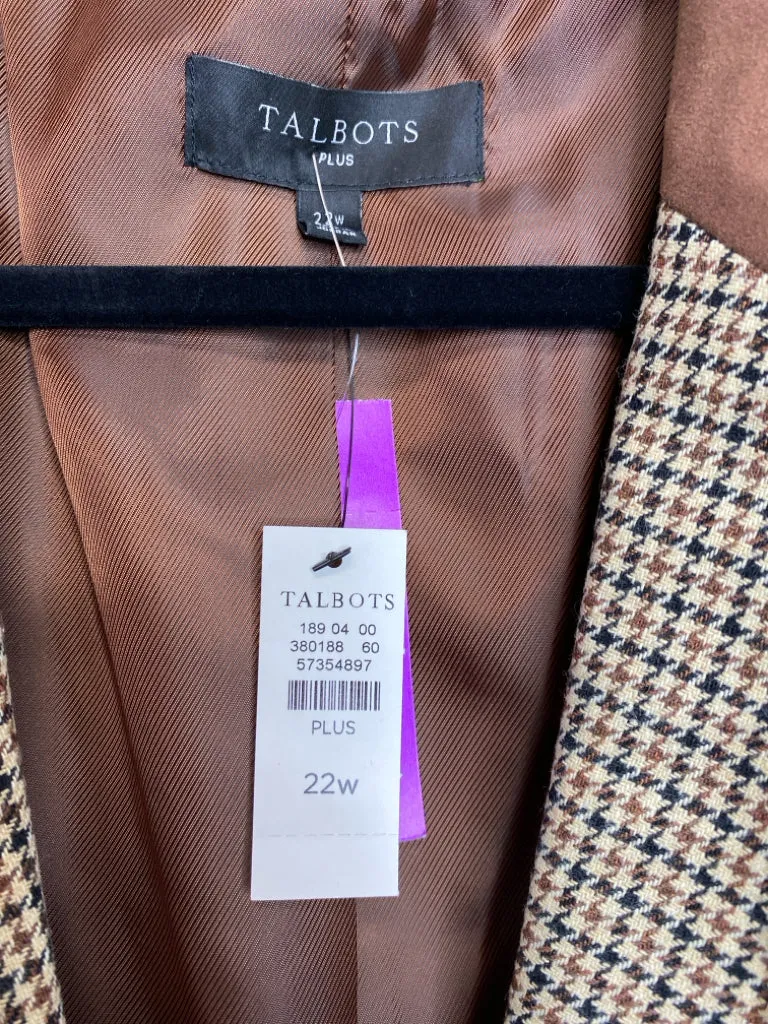 TALBOTS
PLUS
22W
TALBOTS
189 04 00
380188 60
57354897
PLUS
22W